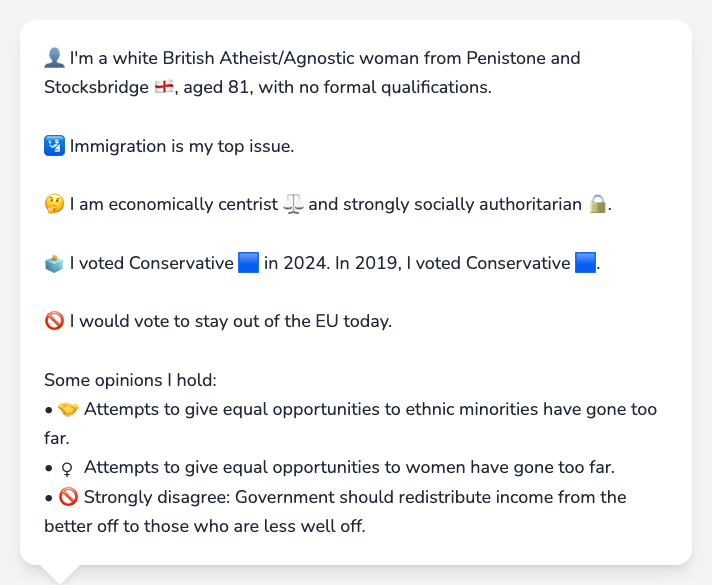 👤 I'm a white British Atheist/Agnostic woman from Penistone and
Stocksbridge 🏴󠁧󠁢󠁥󠁮󠁧󠁿, aged 81, with no formal qualifications.
🛂 Immigration is my top issue.
🤔 I am economically centrist ⚖️ and strongly socially authoritarian 🔒.
🗳️ I voted Conservative 🟦 in 2024. In 2019, I voted Conservative 🟦.
🚫 I would vote to stay out of the EU today.
Some opinions I hold:
• 🤝 Attempts to give equal opportunities to ethnic minorities have gone too
far.
• ♀ Attempts to give equal opportunities to women have gone too far.
• 🚫 Strongly disagree: Government should redistribute income from the
better off to those who are less well off.